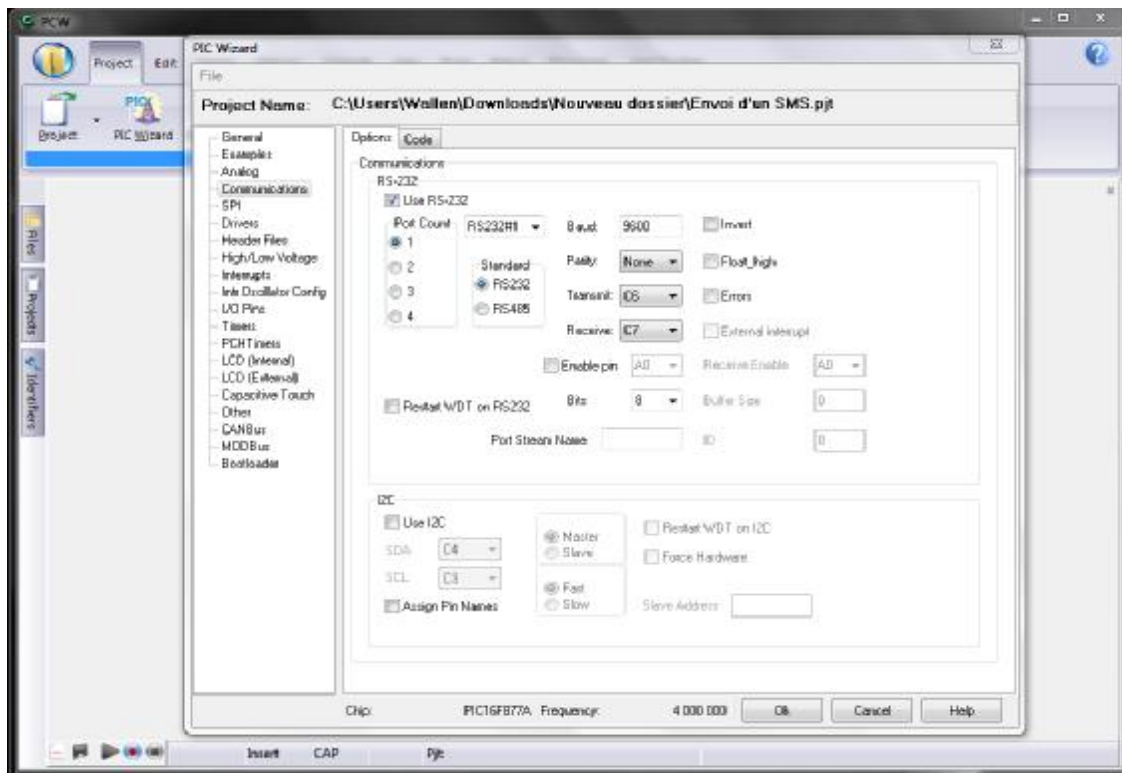 PCW
PIC Wizard
Project Edit
File
Project PIC Wizard
Project Name: C:\Users\Wallen\Downloads\Nouveau dossier\Envoi d'un SMS.pjt
General
Examples
Analog
Communications
SPI
Drivers
Header Files
High/Low Voltage
Interrupts
Intr Oscillator Config
I/O Pins
Timers
PCH Timers
LCD (Internal)
LCD (External)
Capacitive Touch
Other
CANBus
MODBus
Bootloader
Files
Projects
Identifiers
Options Code
Communications
RS-232
Use RS-232
Port Count RS232#1 Baud: 9600 Invert
1
2
3
4
Standard
RS232
RS485
Parity: None Float_high
Transmit: C6 Errors
Receive: C7 External interrupt
Enable pin A0 Receive Enable A0
Restart WDT on RS232 Bits 8 Buffer Size 0
Port Stream Name ID 0
I2C
Use I2C
SDA: C4
SCL: C3
Assign Pin Names
Master
Slave
Fast
Slow
Restart WDT on I2C
Force Hardware
Slave Address
Chip: PIC16F877A Frequency: 4 000 000 Ok Cancel Help
Insert CAP Pjt: